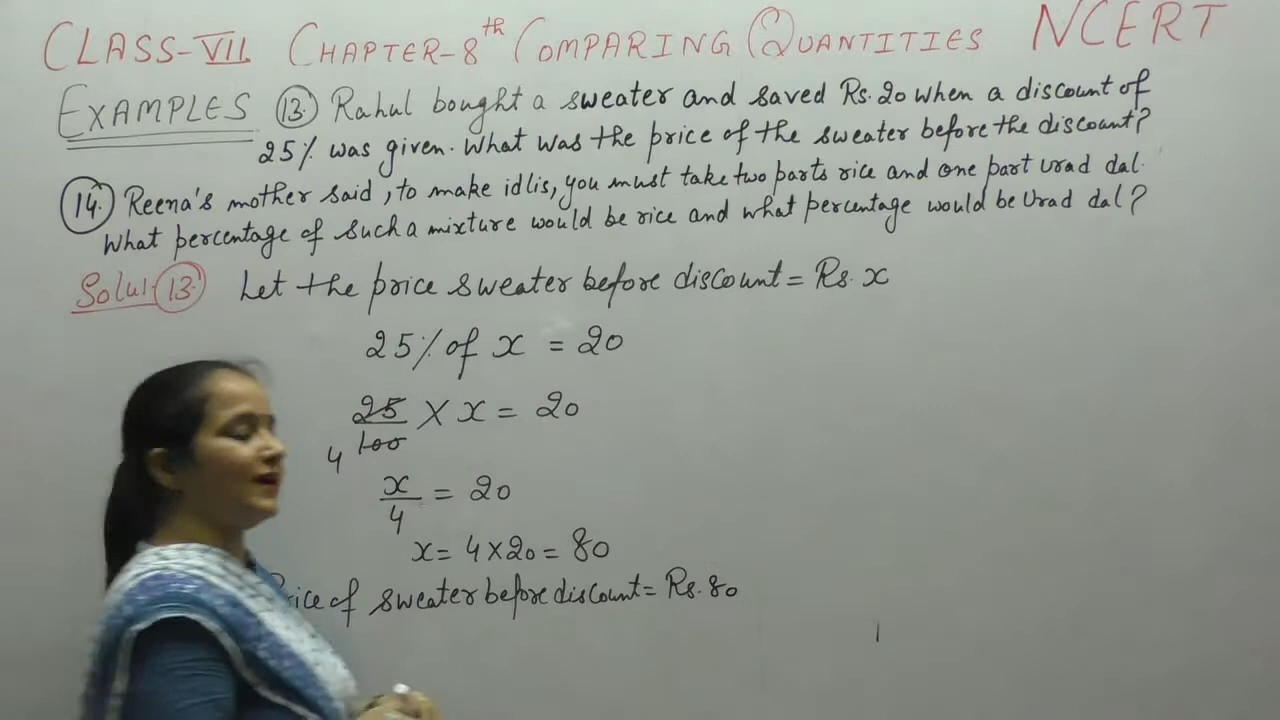 CLASS-VII. CHAPTER-8th COMPARING QUANTITIES NCERT
EXAMPLES 13. Rahul bought a sweater and saved Rs. 20 when a discount of
25% was given. What was the price of the sweater before the discount?
14. Reena's mother said, to make idlis, you must take two parts rice and one part urad dal.
What percentage of such a mixture would be rice and what percentage would be Urad dal?
Solu:- 13. Let the price sweater before discount = Rs. x
25% of x = 20
25/100 × x = 20
4
x/4 = 20
x = 4 × 20 = 80
of sweater before discount = Rs. 80